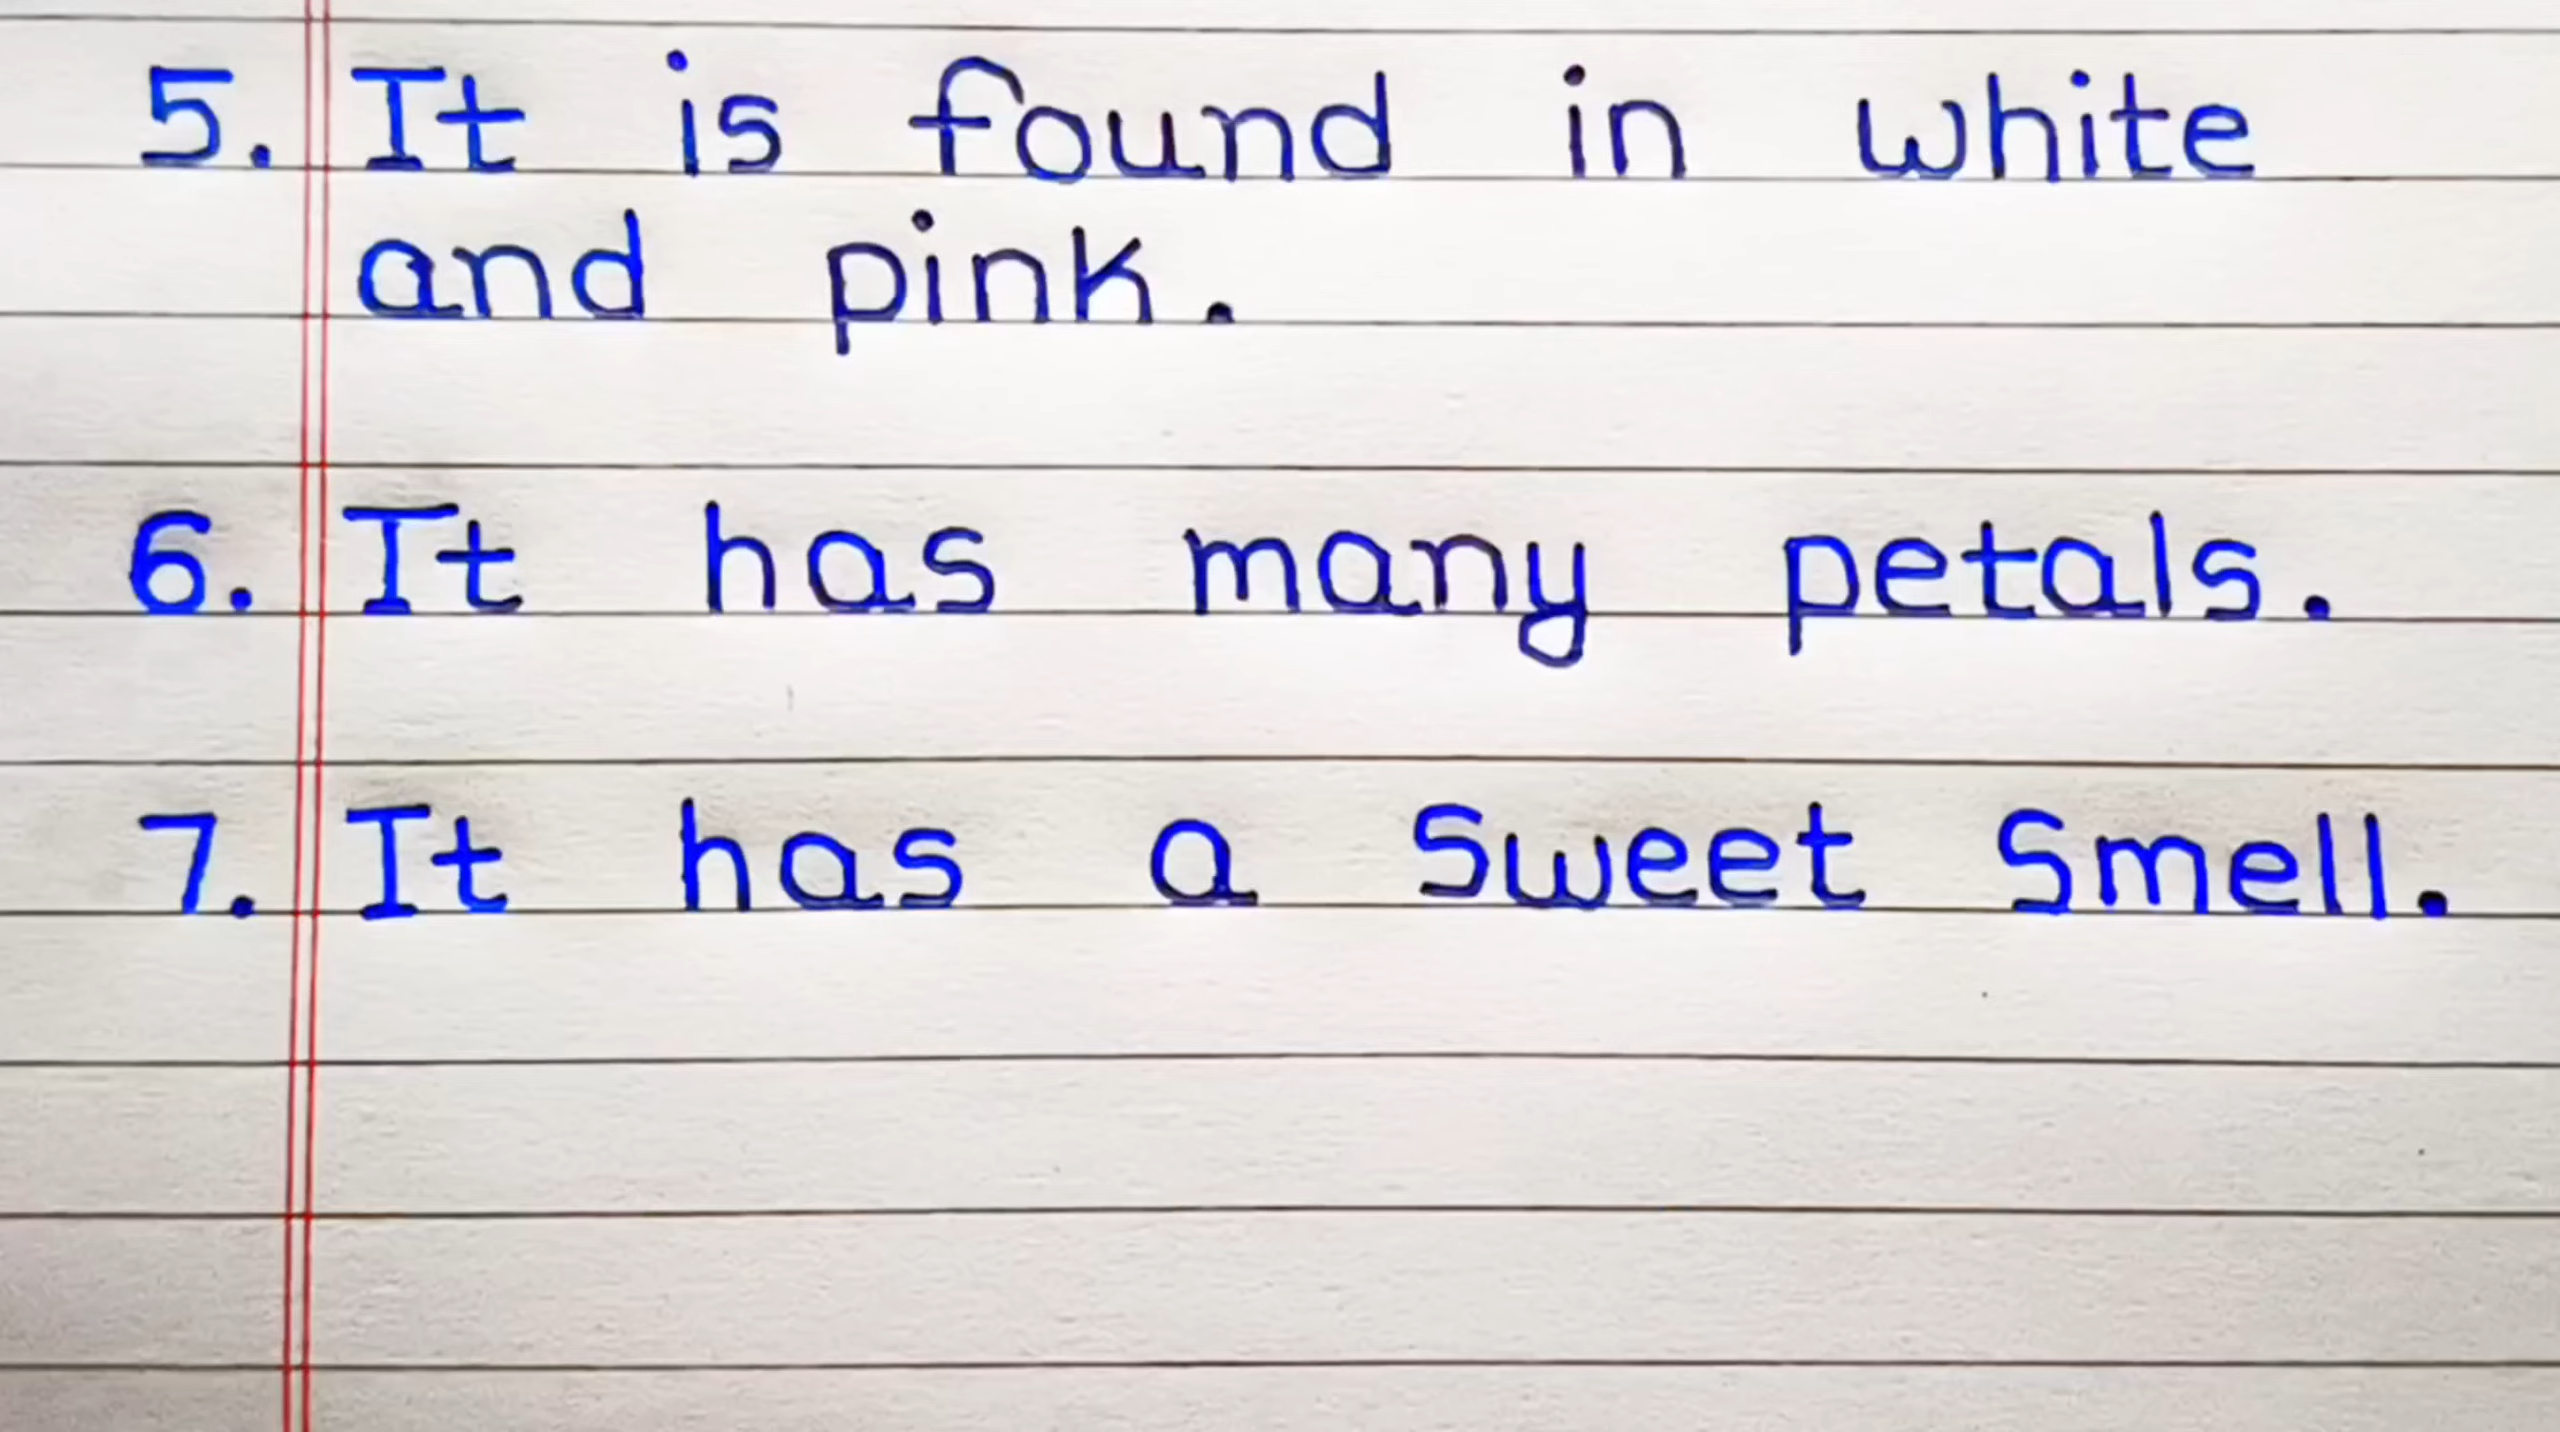 5. It is found in white
and pink.
6. It has many petals.
7. It has a Sweet Smell.